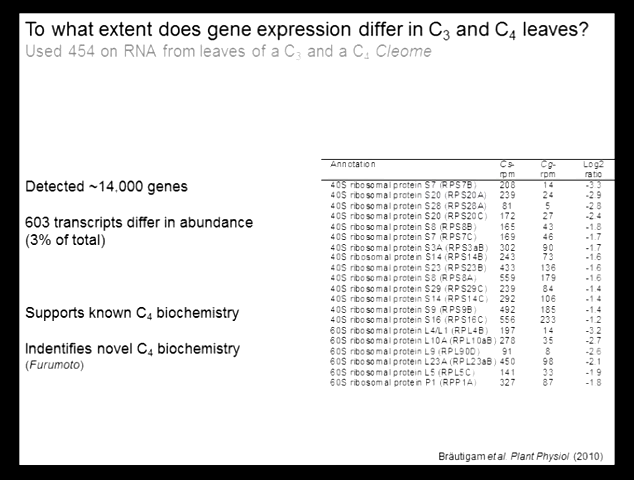 To what extent does gene expression differ in C₃ and C₄ leaves?
Used 454 on RNA from leaves of a C₃ and a C₄ Cleome
Detected ~14,000 genes
603 transcripts differ in abundance
(3% of total)
Supports known C₄ biochemistry
Indentifies novel C₄ biochemistry
(Furumoto)
Annotation Cs- Cg- Log2
rpm rpm ratio
40S ribosomal protein S7 (RPS7B) 208 14 -3.3
40S ribosomal protein S20 (RPS20A) 239 24 -2.9
40S ribosomal protein S28 (RPS28A) 81 5 -2.8
40S ribosomal protein S20 (RPS20C) 172 27 -2.4
40S ribosomal protein S8 (RPS8B) 165 43 -1.8
40S ribosomal protein S7 (RPS7C) 169 46 -1.7
40S ribosomal protein S3A (RPS3aB) 302 90 -1.7
40S ribosomal protein S14 (RPS14B) 243 73 -1.6
40S ribosomal protein S23 (RPS23B) 433 136 -1.6
40S ribosomal protein S8 (RPS8A) 559 179 -1.6
40S ribosomal protein S29 (RPS29C) 239 84 -1.4
40S ribosomal protein S14 (RPS14C) 292 106 -1.4
40S ribosomal protein S9 (RPS9B) 492 185 -1.4
40S ribosomal protein S16 (RPS16C) 556 233 -1.2
60S ribosomal protein L4/L1 (RPL4B) 197 14 -3.2
60S ribosomal protein L10A (RPL10aB) 278 35 -2.7
60S ribosomal protein L9 (RPL90D) 91 8 -2.6
60S ribosomal protein L23A (RPL23aB) 450 98 -2.1
60S ribosomal protein L5 (RPL5C) 141 33 -1.9
60S ribosomal protein P1 (RPP1A) 327 87 -1.8
Bräutigam et al. Plant Physiol (2010)